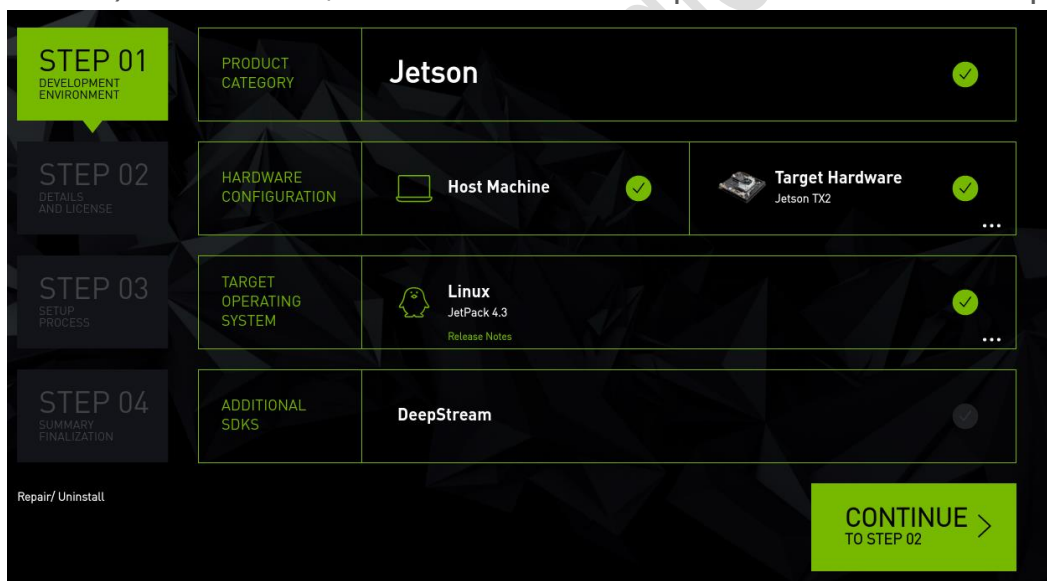 STEP 01
DEVELOPMENT
ENVIRONMENT
PRODUCT
CATEGORY
Jetson
STEP 02
DETAILS
AND LICENSE
HARDWARE
CONFIGURATION
Host Machine
Target Hardware
Jetson TX2
...
STEP 03
SETUP
PROCESS
TARGET
OPERATING
SYSTEM
Linux
JetPack 4.3
Release Notes
...
STEP 04
SUMMARY
FINALIZATION
ADDITIONAL
SDKS
DeepStream
Repair/ Uninstall
CONTINUE >
TO STEP 02